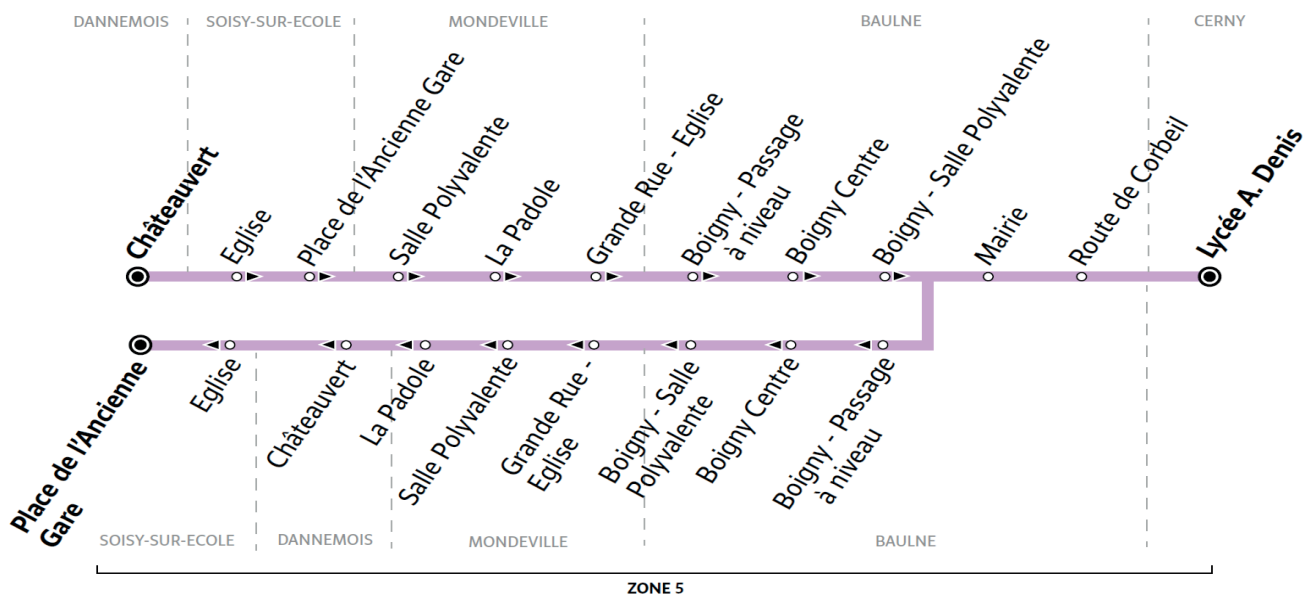 DANNEMOIS
SOISY-SUR-ECOLE
MONDEVILLE
BAULNE
CERNY
Châteauvert
Eglise
Place de l'Ancienne Gare
Salle Polyvalente
La Padole
Grande Rue - Eglise
Boigny - Passage
à niveau
Boigny Centre
Boigny - Salle Polyvalente
Mairie
Route de Corbeil
Lycée A. Denis
Place de l'Ancienne
Gare
Eglise
Châteauvert
La Padole
Salle Polyvalente
Grande Rue -
Eglise
Boigny - Salle
Polyvalente
Boigny Centre
Boigny - Passage
à niveau
SOISY-SUR-ECOLE
DANNEMOIS
MONDEVILLE
BAULNE
ZONE 5